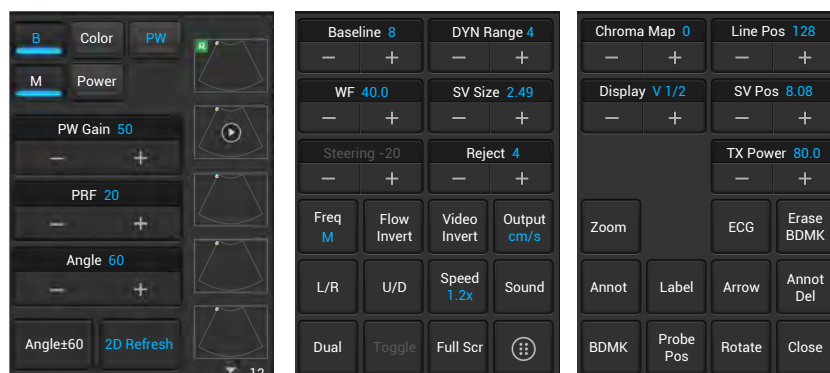 B Color PW
R
M Power
PW Gain 50
− +
PRF 20
− +
Angle 60
− +
Angle±60 2D Refresh
12
Baseline 8 DYN Range 4
− + − +
WF 40.0 SV Size 2.49
− + − +
Steering -20 Reject 4
− + − +
Freq Flow Video Output
M Invert Invert cm/s
L/R U/D Speed Sound
1.2x
Dual Toggle Full Scr
Chroma Map 0 Line Pos 128
− + − +
Display V 1/2 SV Pos 8.08
− + − +
TX Power 80.0
− +
Zoom ECG Erase
BDMK
Annot Label Arrow Annot
Del
BDMK Probe Rotate Close
Pos